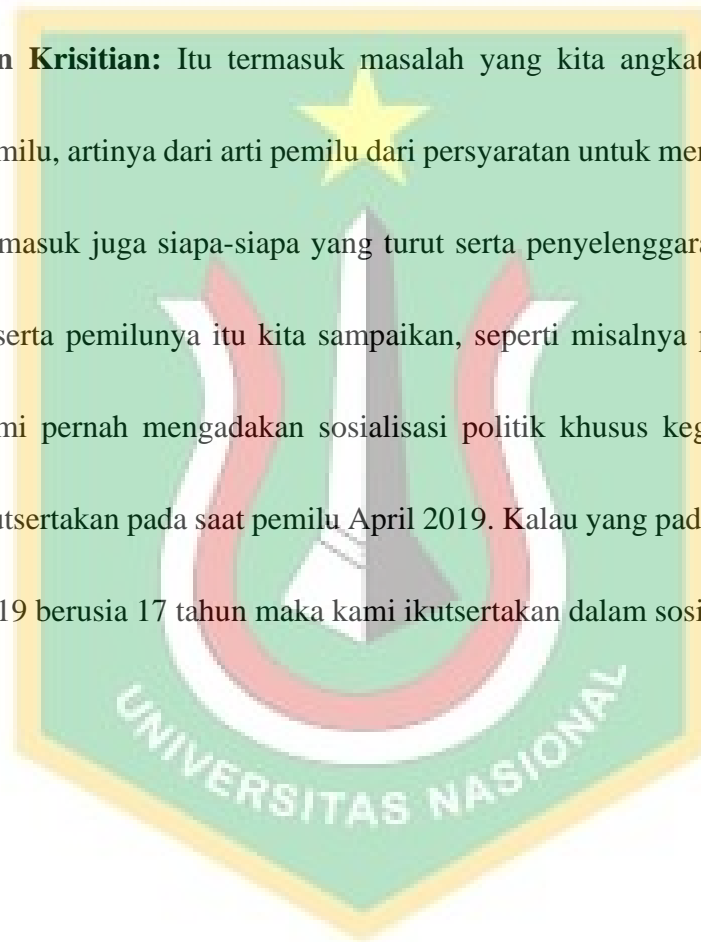 n Krisitian: Itu termasuk masalah yang kita angkat
milu, artinya dari arti pemilu dari persyaratan untuk mer
masuk juga siapa-siapa yang turut serta penyelenggara
serta pemilunya itu kita sampaikan, seperti misalnya p
mi pernah mengadakan sosialisasi politik khusus keg
utsertakan pada saat pemilu April 2019. Kalau yang pad
19 berusia 17 tahun maka kami ikutsertakan dalam sosi
UNIVERSITAS NASIONAL